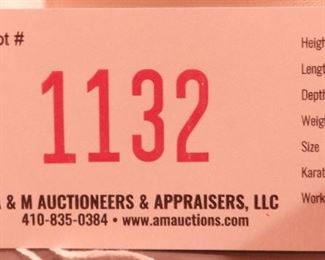 ot #
1132
& M AUCTIONEERS & APPRAISERS, LLC
410-835-0384 • www.amauctions.com
Heigh
Lengt
Depth
Weigh
Size
Karat
Work